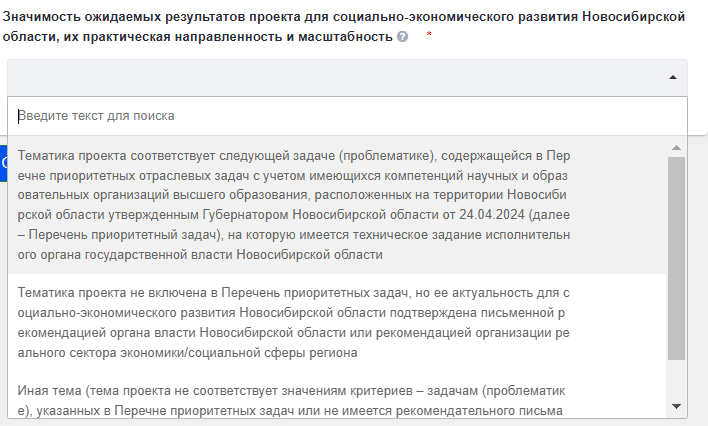 Значимость ожидаемых результатов проекта для социально-экономического развития Новосибирской
области, их практическая направленность и масштабность ? *
Введите текст для поиска
Тематика проекта соответствует следующей задаче (проблематике), содержащейся в Пер
ечне приоритетных отраслевых задач с учетом имеющихся компетенций научных и образ
овательных организаций высшего образования, расположенных на территории Новосиби
рской области утвержденным Губернатором Новосибирской области от 24.04.2024 (далее
– Перечень приоритетный задач), на которую имеется техническое задание исполнительн
ого органа государственной власти Новосибирской области
Тематика проекта не включена в Перечень приоритетных задач, но ее актуальность для с
оциально-экономического развития Новосибирской области подтверждена письменной р
екомендацией органа власти Новосибирской области или рекомендацией организации ре
ального сектора экономики/социальной сферы региона
Иная тема (тема проекта не соответствует значениям критериев – задачам (проблематик
е), указанных в Перечне приоритетных задач или не имеется рекомендательного письма